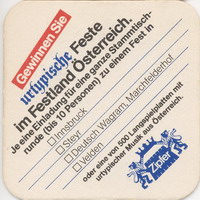 Gewinnen Sie
urtypische Feste
im Festland Österreich.
Je eine Einladung für eine ganze Stammtisch-
runde (bis 10 Personen) zu einem Fest in
Innsbruck
Steyr
Deutsch Wagram, Marchfelderhof
Velden
oder eine von 500 Langspielplatten mit
urtypischer Musik aus Österreich.
Zipfer